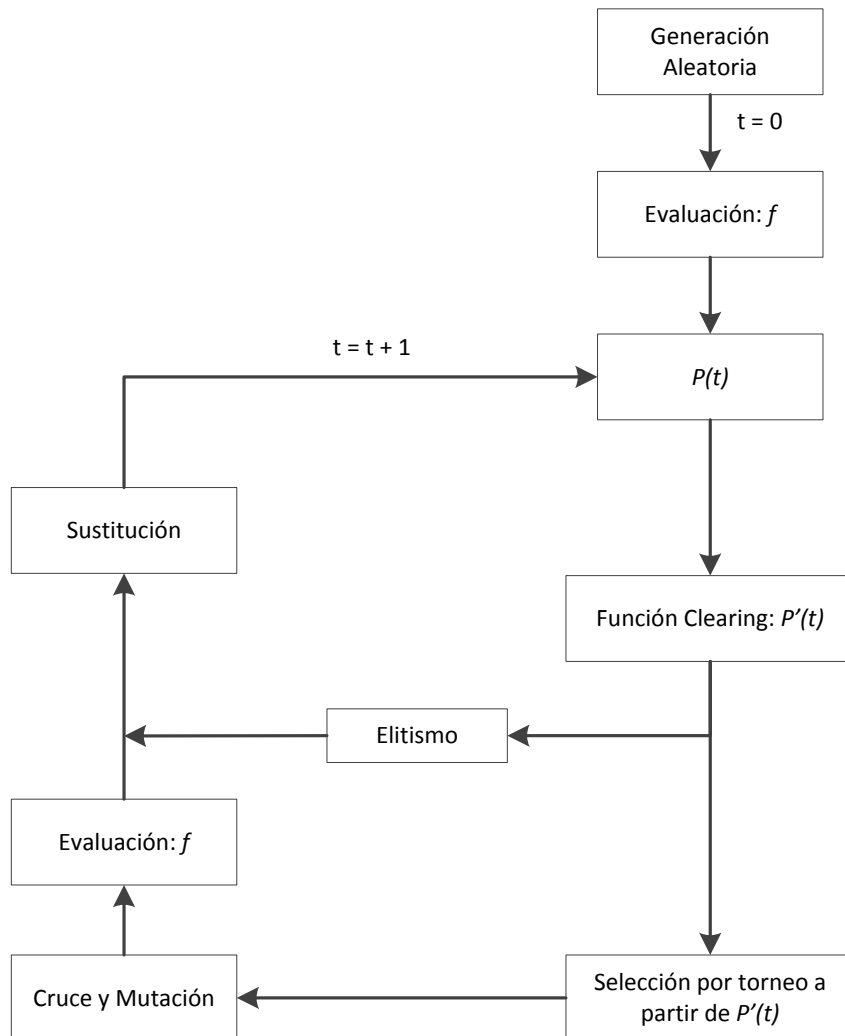 Generación
Aleatoria
t = 0
Evaluación: f
t = t + 1
P(t)
Sustitución
Función Clearing: P’(t)
Elitismo
Evaluación: f
Cruce y Mutación
Selección por torneo a
partir de P’(t)